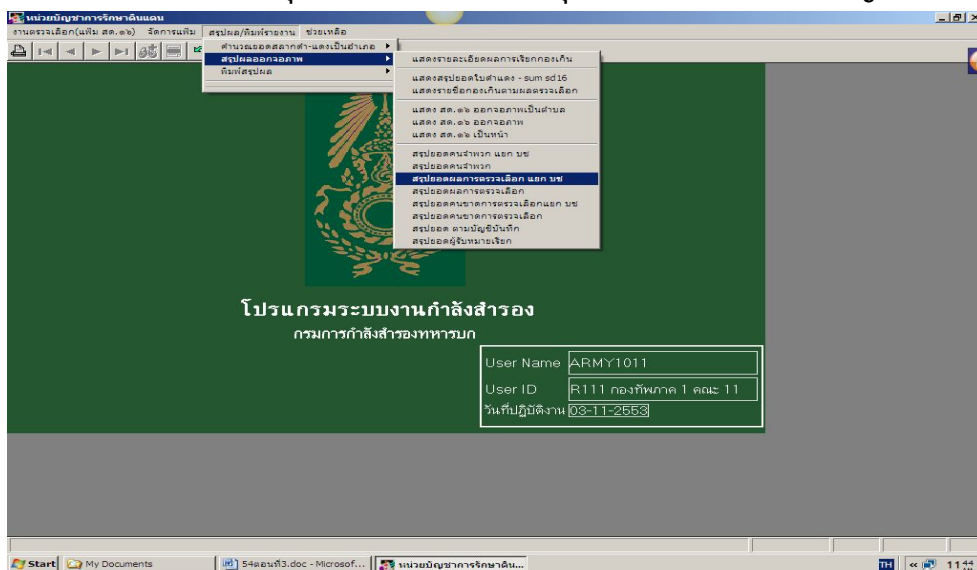 หน่วยบัญชาการรักษาดินแดน
งานตรวจเลือก(แฟ้ม สด.๑๖) จัดการแฟ้ม สรุปผล/พิมพ์รายงาน ช่วยเหลือ
คำนวณยอดสลากดำ-แดงเป็นอำเภอ
สรุปผลออกจอภาพ
พิมพ์สรุปผล
แสดงรายละเอียดผลการเรียกกองเกิน
แสดงสรุปยอดใบดำแดง - sum sd16
แสดงรายชื่อกองเกินตามผลตรวจเลือก
แสดง สด.๑๖ ออกจอภาพเป็นตำบล
แสดง สด.๑๖ ออกจอภาพ
แสดง สด.๑๖ เป็นหน้า
สรุปยอดคนจำพวก แยก บช
สรุปยอดคนจำพวก
สรุปยอดผลการตรวจเลือก แยก บช
สรุปยอดผลการตรวจเลือก
สรุปยอดคนขาดการตรวจเลือกแยก บช
สรุปยอดคนขาดการตรวจเลือก
สรุปยอด ตามบัญชีบันทึก
สรุปยอดผู้รับหมายเรียก
โปรแกรมระบบงานกำลังสำรอง
กรมการกำลังสำรองทหารบก
User Name ARMY1011
User ID R111 กองทัพภาค 1 คณะ 11
วันที่ปฏิบัติงาน 03-11-2553
Start My Documents 54ตอนที่3.doc - Microsof... หน่วยบัญชาการรักษาดิน... TH